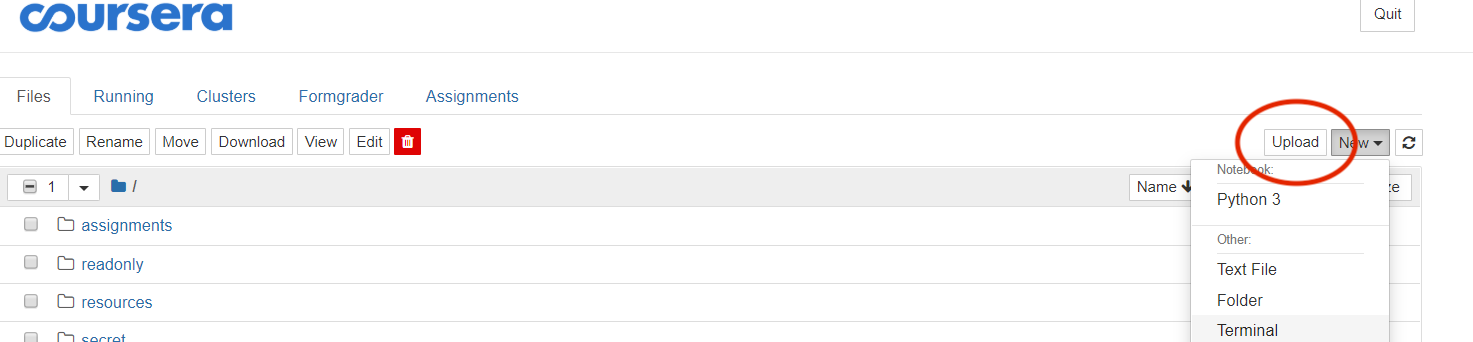 coursera
Quit
Files Running Clusters Formgrader Assignments
Duplicate Rename Move Download View Edit Upload New
1 / Name ze
Notebook:
Python 3
assignments
Other:
readonly
Text File
resources
Folder
secret
Terminal